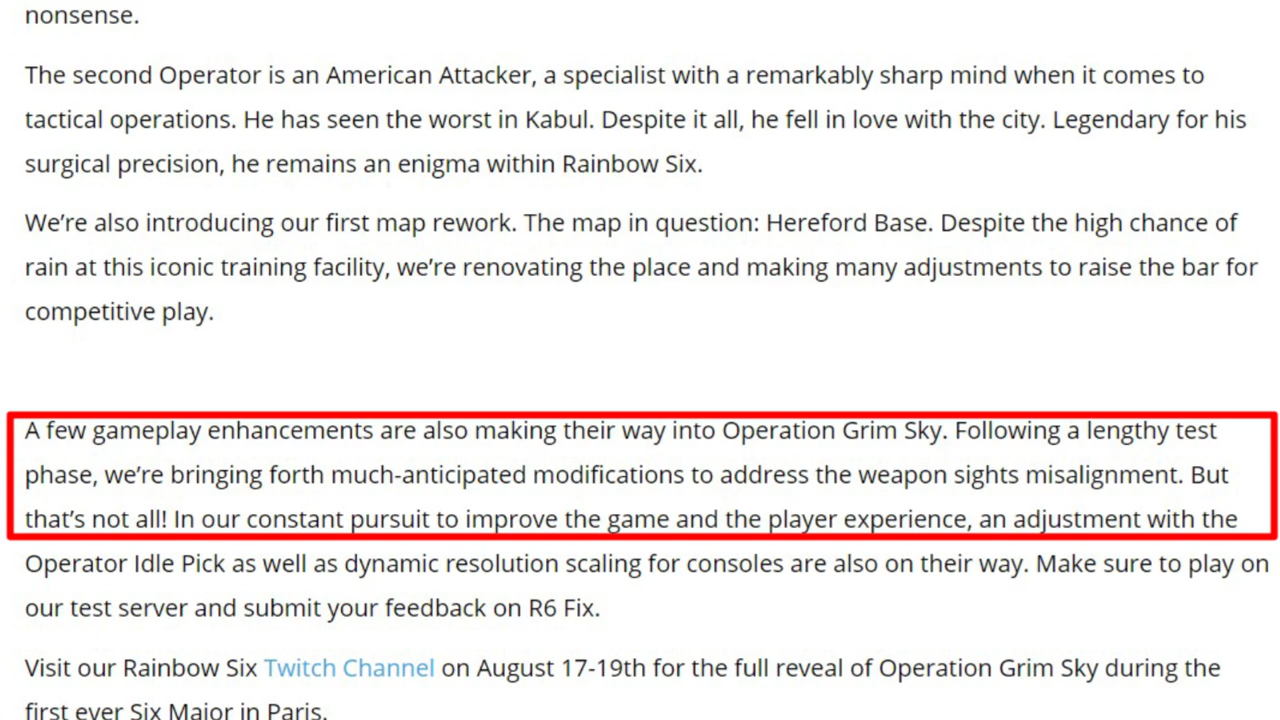 nonsense.
The second Operator is an American Attacker, a specialist with a remarkably sharp mind when it comes to
tactical operations. He has seen the worst in Kabul. Despite it all, he fell in love with the city. Legendary for his
surgical precision, he remains an enigma within Rainbow Six.
We’re also introducing our first map rework. The map in question: Hereford Base. Despite the high chance of
rain at this iconic training facility, we’re renovating the place and making many adjustments to raise the bar for
competitive play.
A few gameplay enhancements are also making their way into Operation Grim Sky. Following a lengthy test
phase, we’re bringing forth much-anticipated modifications to address the weapon sights misalignment. But
that’s not all! In our constant pursuit to improve the game and the player experience, an adjustment with the
Operator Idle Pick as well as dynamic resolution scaling for consoles are also on their way. Make sure to play on
our test server and submit your feedback on R6 Fix.
Visit our Rainbow Six Twitch Channel on August 17-19th for the full reveal of Operation Grim Sky during the
first ever Six Major in Paris.